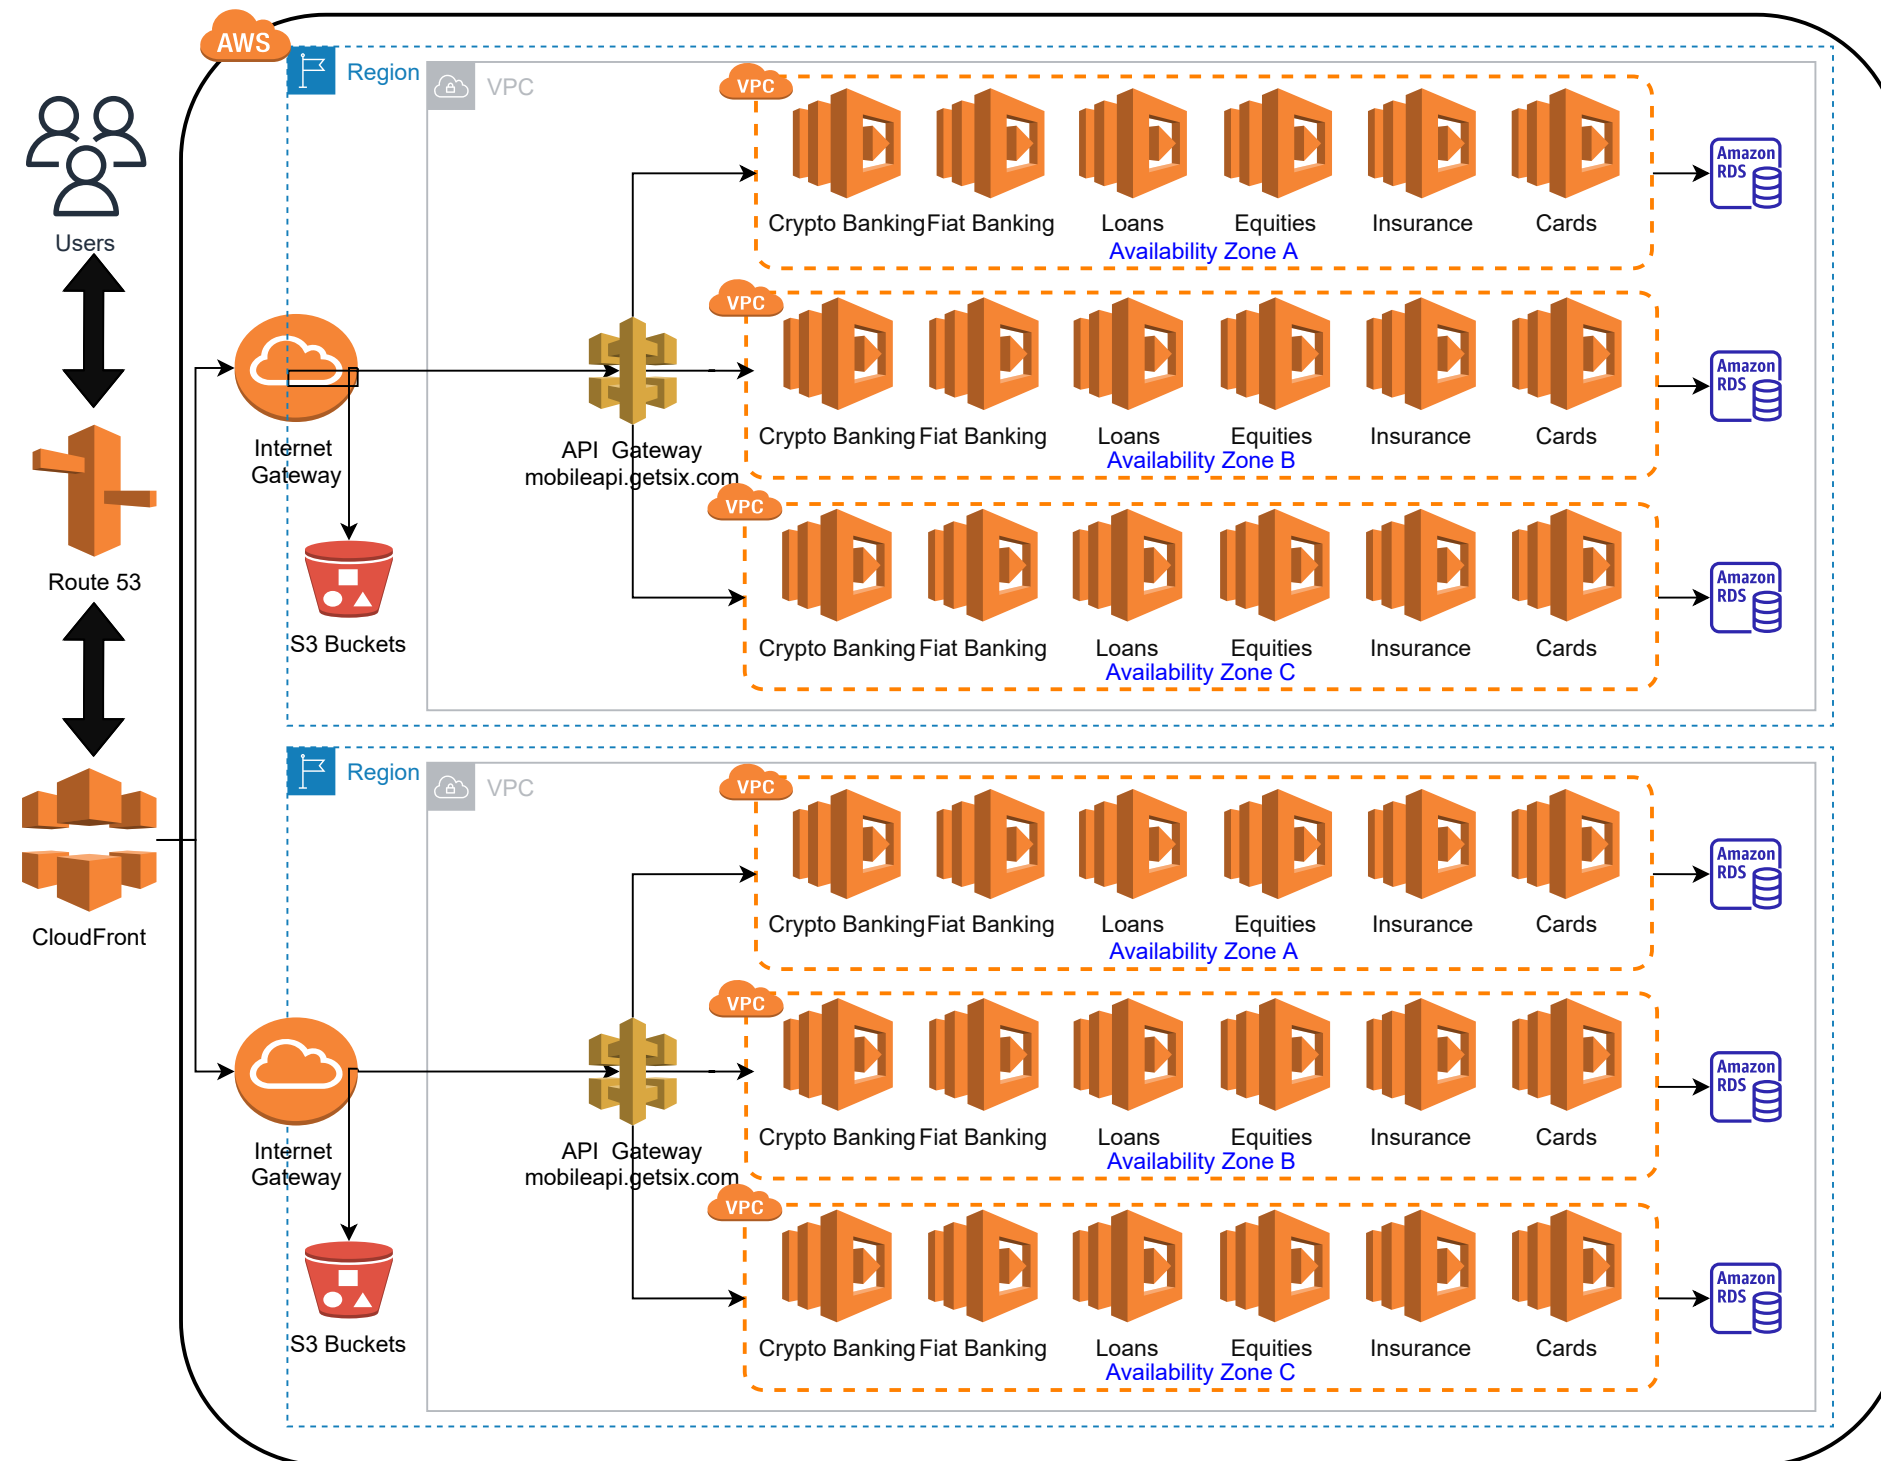 AWS
Region
VPC
Users
Route 53
CloudFront
Internet
Gateway
S3 Buckets
API  Gateway
mobileapi.getsix.com
VPC
Crypto Banking
Fiat Banking
Loans
Equities
Insurance
Cards
Availability Zone A
Amazon
RDS
VPC
Crypto Banking
Fiat Banking
Loans
Equities
Insurance
Cards
Availability Zone B
Amazon
RDS
VPC
Crypto Banking
Fiat Banking
Loans
Equities
Insurance
Cards
Availability Zone C
Amazon
RDS
Region
VPC
Internet
Gateway
S3 Buckets
API  Gateway
mobileapi.getsix.com
VPC
Crypto Banking
Fiat Banking
Loans
Equities
Insurance
Cards
Availability Zone A
Amazon
RDS
VPC
Crypto Banking
Fiat Banking
Loans
Equities
Insurance
Cards
Availability Zone B
Amazon
RDS
VPC
Crypto Banking
Fiat Banking
Loans
Equities
Insurance
Cards
Availability Zone C
Amazon
RDS